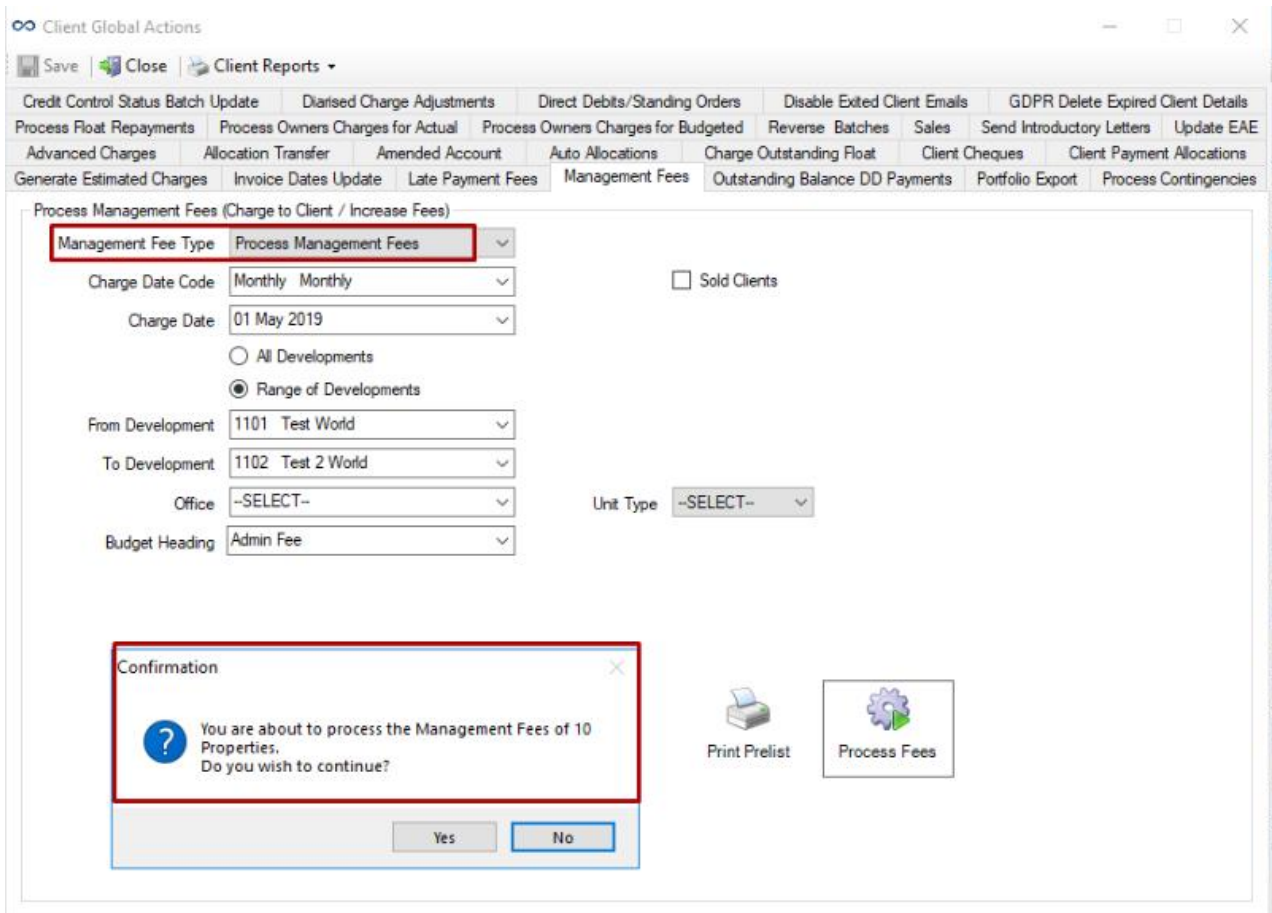 Client Global Actions
Save Close Client Reports
Credit Control Status Batch Update Diarised Charge Adjustments Direct Debits/Standing Orders Disable Exited Client Emails GDPR Delete Expired Client Details
Process Float Repayments Process Owners Charges for Actual Process Owners Charges for Budgeted Reverse Batches Sales Send Introductory Letters Update EAE
Advanced Charges Allocation Transfer Amended Account Auto Allocations Charge Outstanding Float Client Cheques Client Payment Allocations
Generate Estimated Charges Invoice Dates Update Late Payment Fees Management Fees Outstanding Balance DD Payments Portfolio Export Process Contingencies
Process Management Fees (Charge to Client / Increase Fees)
Management Fee Type Process Management Fees
Charge Date Code Monthly Monthly Sold Clients
Charge Date 01 May 2019
All Developments
Range of Developments
From Development 1101 Test World
To Development 1102 Test 2 World
Office --SELECT-- Unit Type --SELECT--
Budget Heading Admin Fee
Confirmation
You are about to process the Management Fees of 10
Properties.
Do you wish to continue?
Yes No
Print Prelist Process Fees